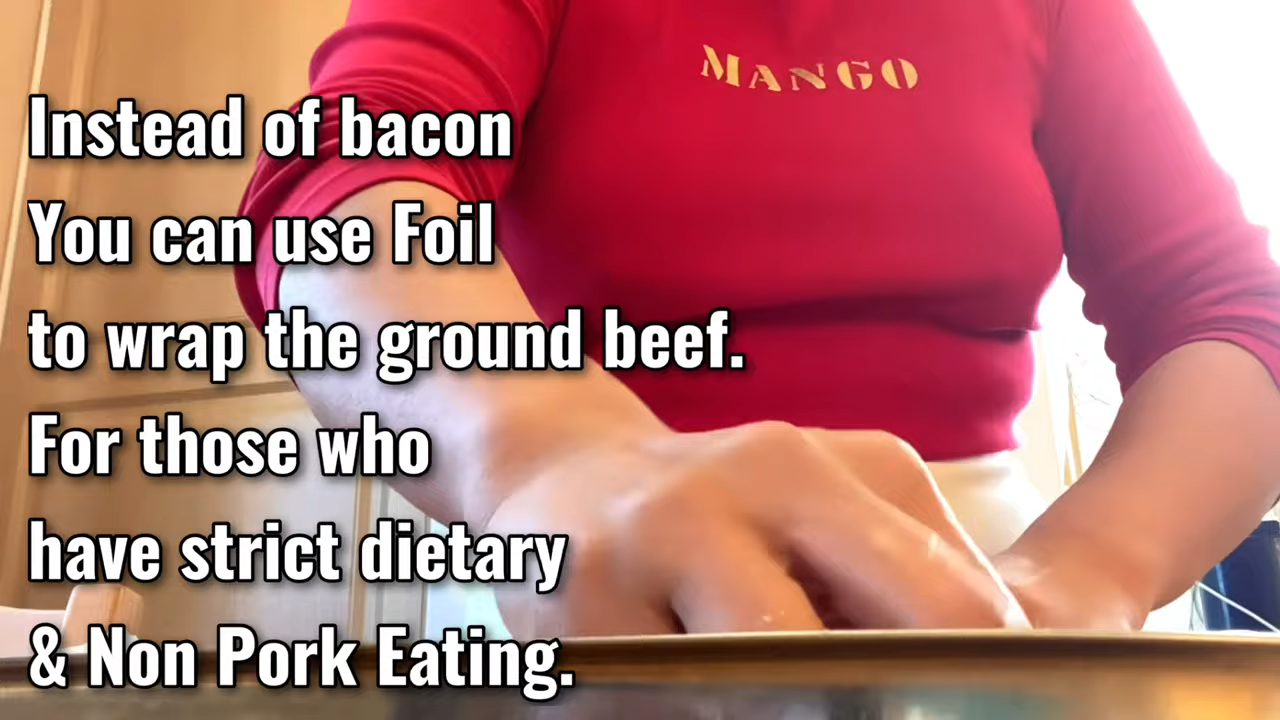 MANGO
Instead of bacon
You can use Foil
to wrap the ground beef.
For those who
have strict dietary
& Non Pork Eating.